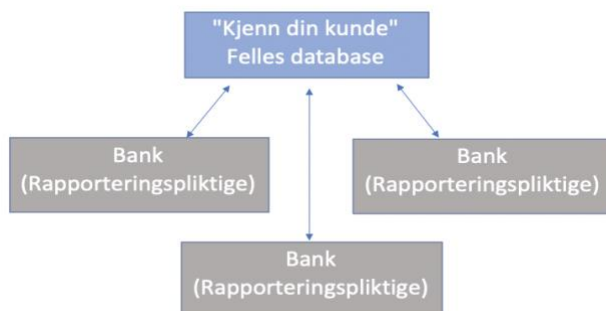 "Kjenn din kunde"
Felles database
Bank
(Rapporteringspliktige)
Bank
(Rapporteringspliktige)
Bank
(Rapporteringspliktige)